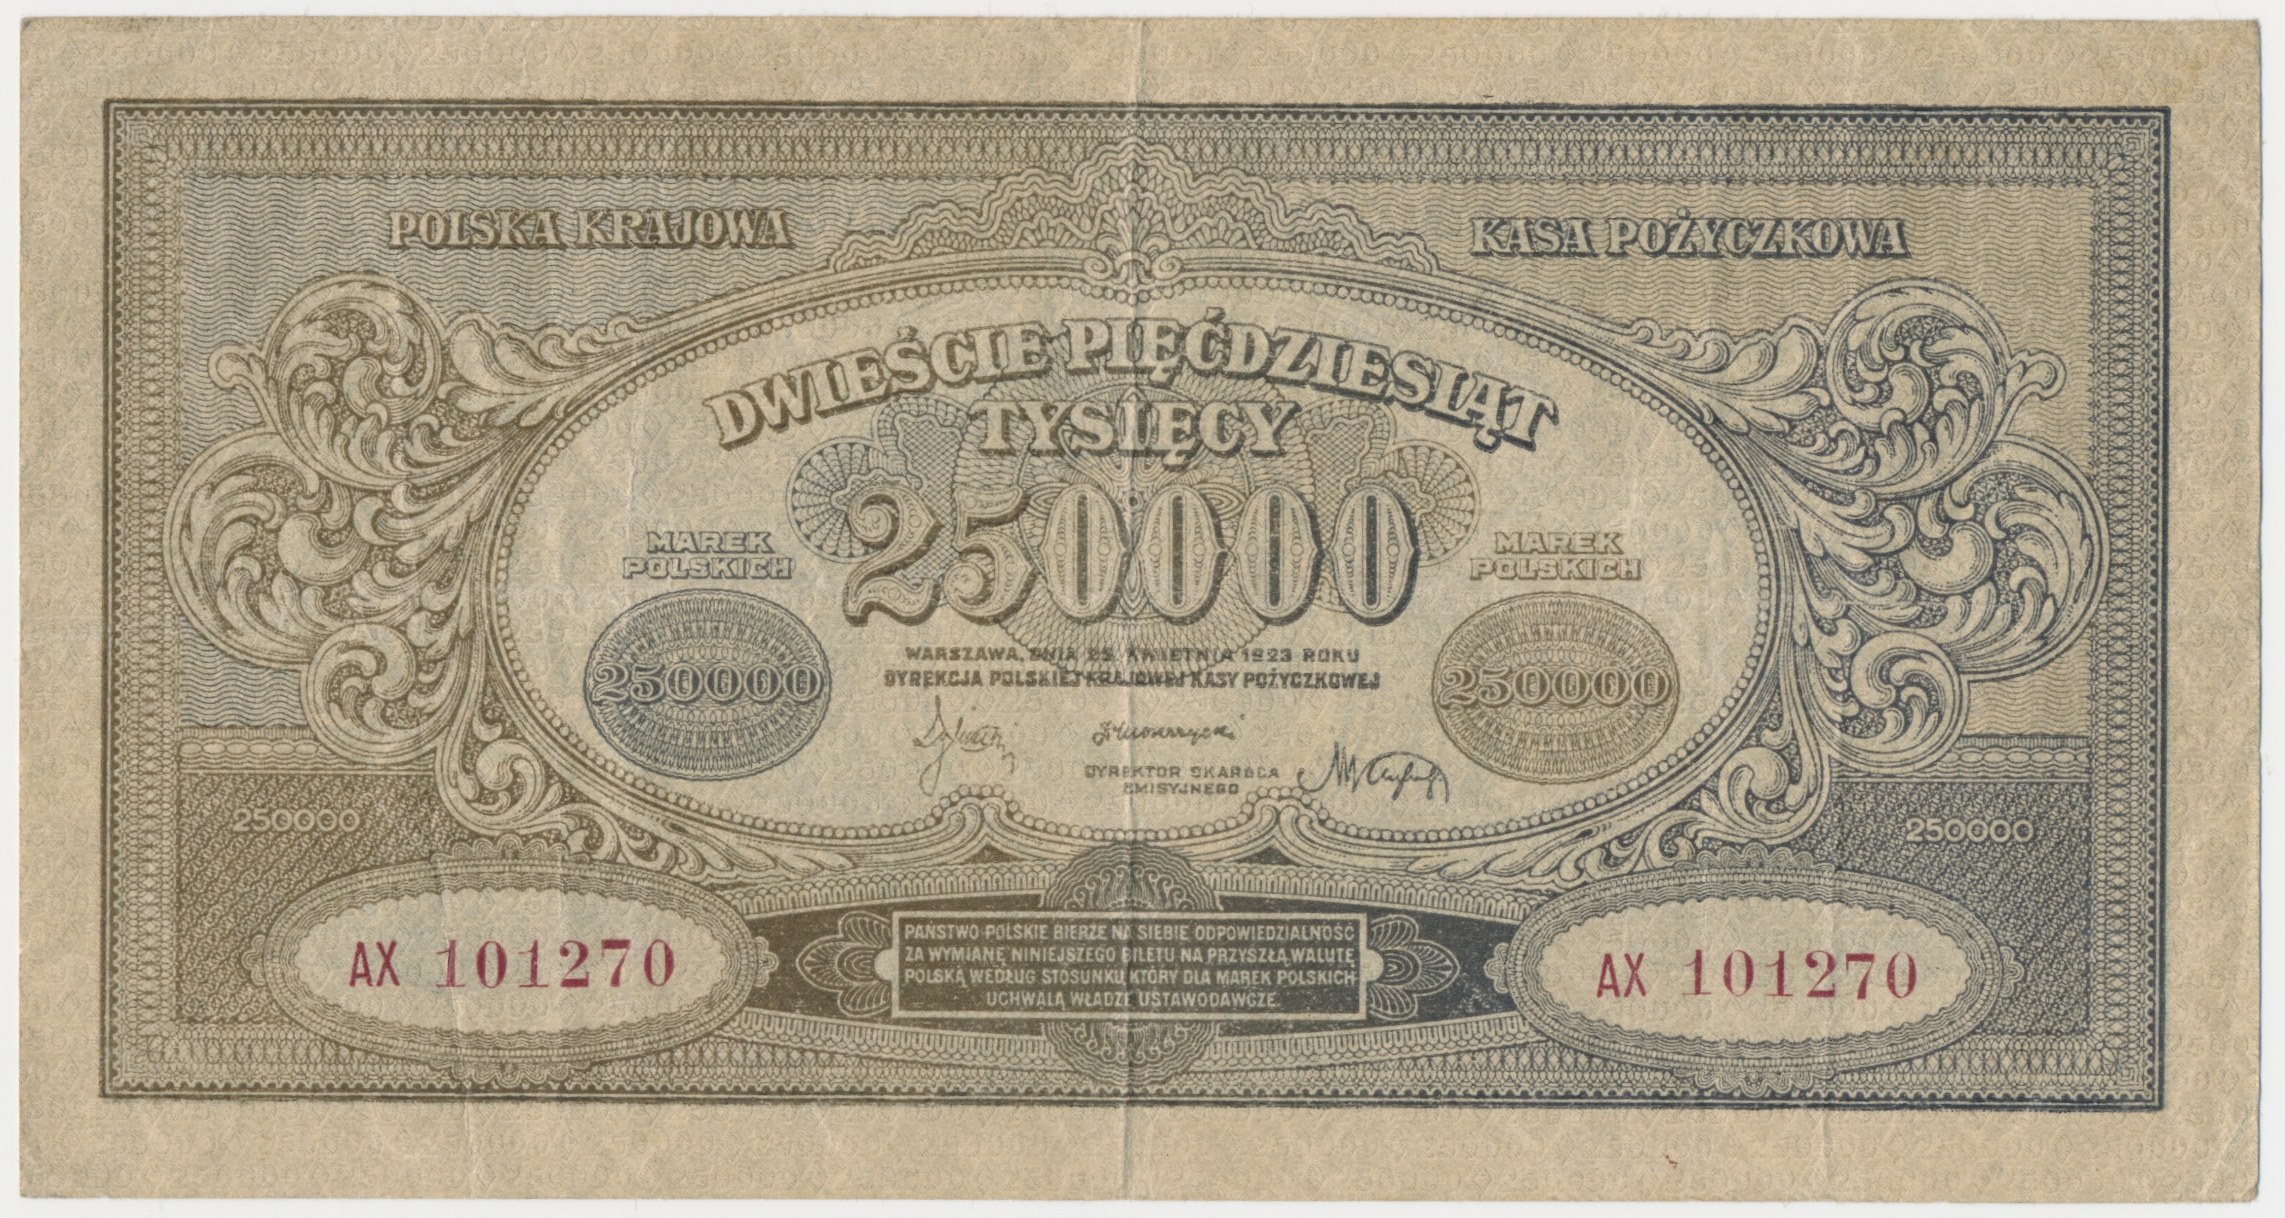 POLSKA KRAJOWA
KASA POŻYCZKOWA
DWIEŚCIE PIĘĆDZIESIĄT
TYSIĘCY
250000
MAREK
POLSKICH
250000
MAREK
POLSKICH
250000
WARSZAWA, DNIA 25. KWIETNIA 1923 ROKU
DYREKCJA POLSKIEJ KRAJOWEJ KASY POŻYCZKOWEJ
DYREKTOR SKARBCA
EMISYJNEGO
250000
250000
AX 101270
PAŃSTWO POLSKIE BIERZE NA SIEBIE ODPOWIEDZIALNOŚĆ
ZA WYMIANĘ NINIEJSZEGO BILETU NA PRZYSZŁĄ WALUTĘ
POLSKĄ WEDŁUG STOSUNKU, KTÓRY DLA MAREK POLSKICH
UCHWALĄ WŁADZE USTAWODAWCZE.
AX 101270